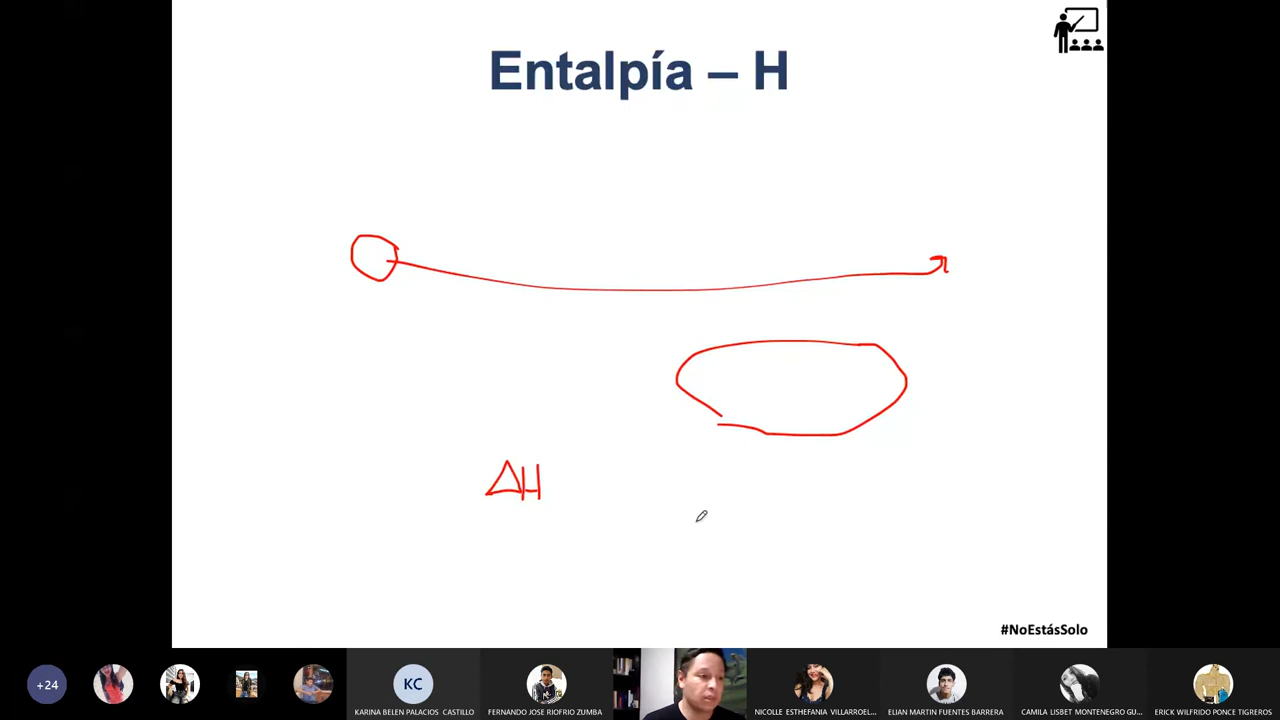 Entalpía – H
ΔH
#NoEstásSolo
+24
KC
KARINA BELEN PALACIOS CASTILLO
FERNANDO JOSE RIOFRIO ZUMBA
NICOLLE ESTHEFANIA VILLARROEL...
ELIAN MARTIN FUENTES BARRERA
CAMILA LISBET MONTENEGRO GU...
ERICK WILFRIDO PONCE TIGREROS